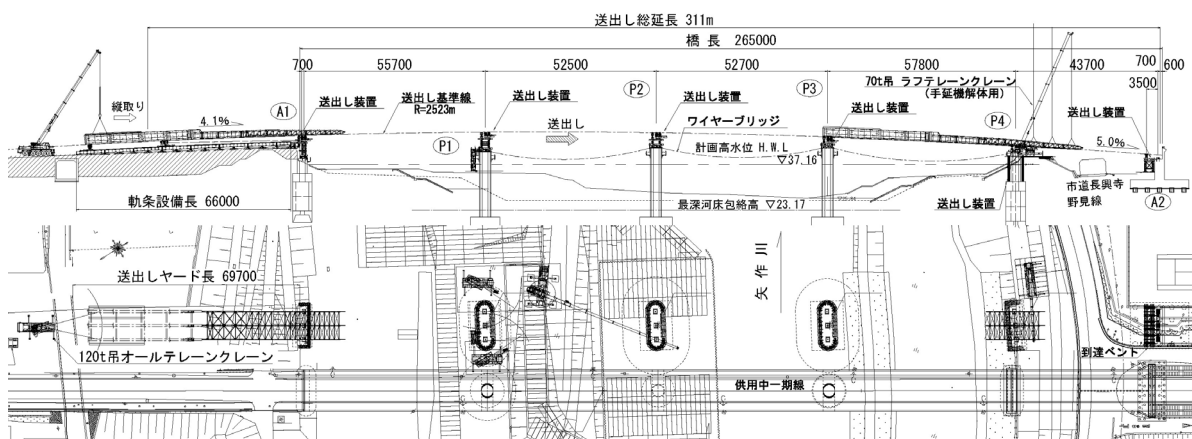 送出し総延長 311m
橋 長 265000
700 55700 52500 52700 57800 43700 700 600
3500
P2 P3
70t吊 ラフテレーンクレーン
(手延機解体用)
縦取り
4.1%
A1
送出し装置
送出し基準線
R=2523m
送出し装置
送出し
送出し装置
ワイヤーブリッジ
送出し装置
P4
送出し装置
5.0%
P1
計画高水位 H.W.L
▽37.16
軌条設備長 66000
最深河床包絡高 ▽23.17
送出し装置
市道長興寺
野見線
A2
送出しヤード長 69700
矢作川
120t吊オールテレーンクレーン
到達ベント
供用中一期線